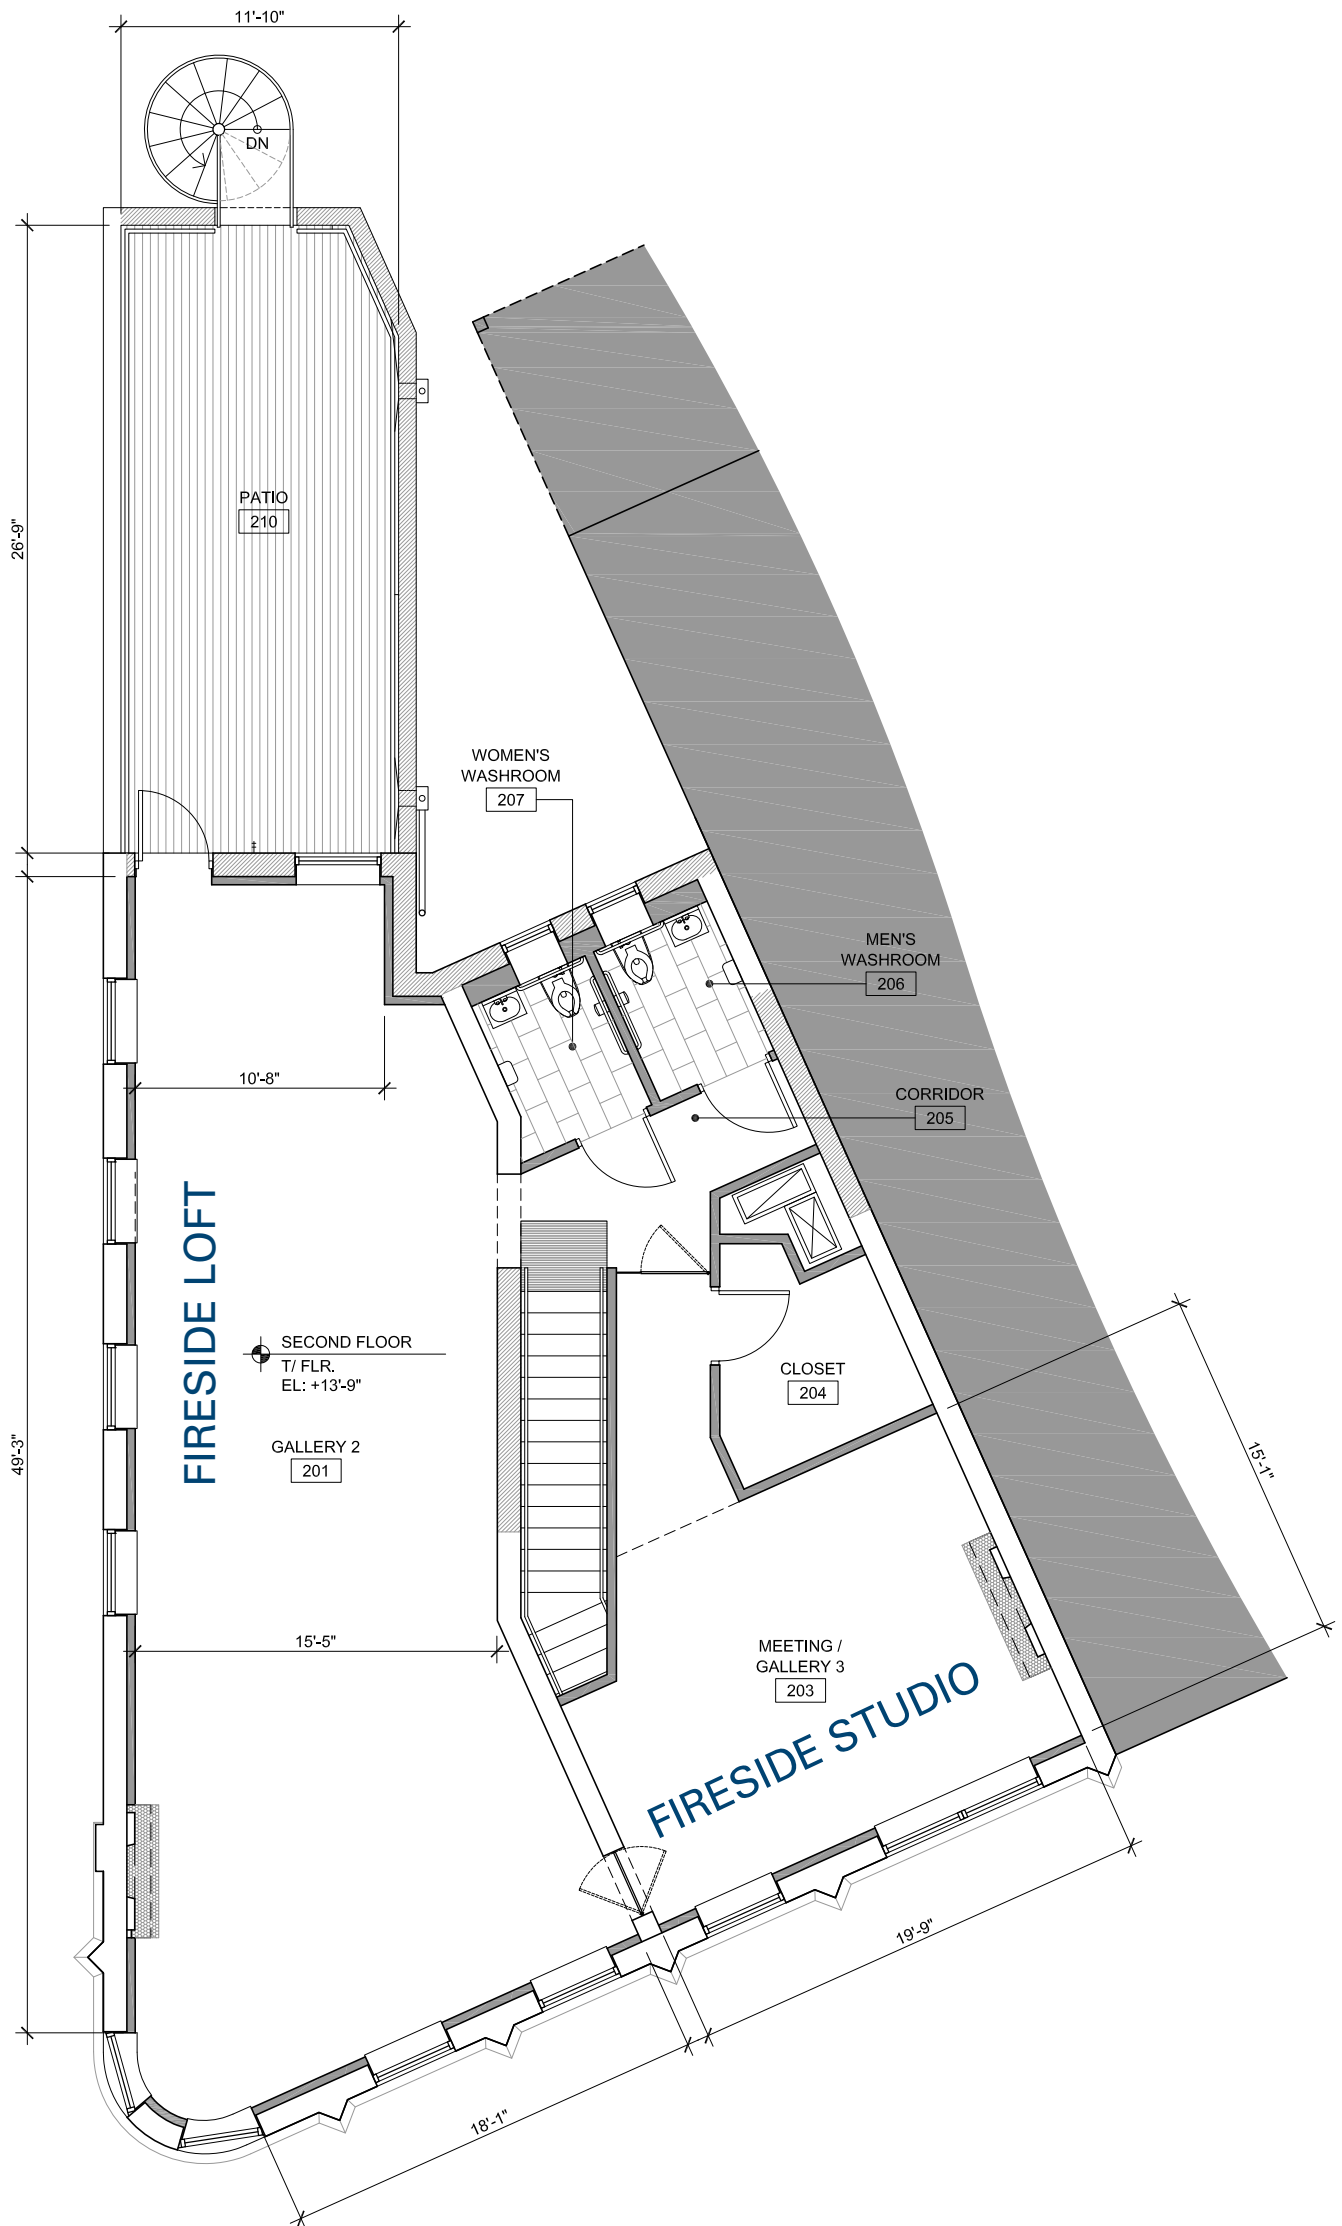 11'-10"
DN
PATIO
210
26'-9"
WOMEN'S
WASHROOM
207
MEN'S
WASHROOM
206
10'-8"
CORRIDOR
205
FIRESIDE LOFT
SECOND FLOOR
T/ FLR.
EL: +13'-9"
CLOSET
204
GALLERY 2
201
49'-3"
15'-1"
15'-5"
MEETING /
GALLERY 3
203
FIRESIDE STUDIO
19'-9"
18'-1"